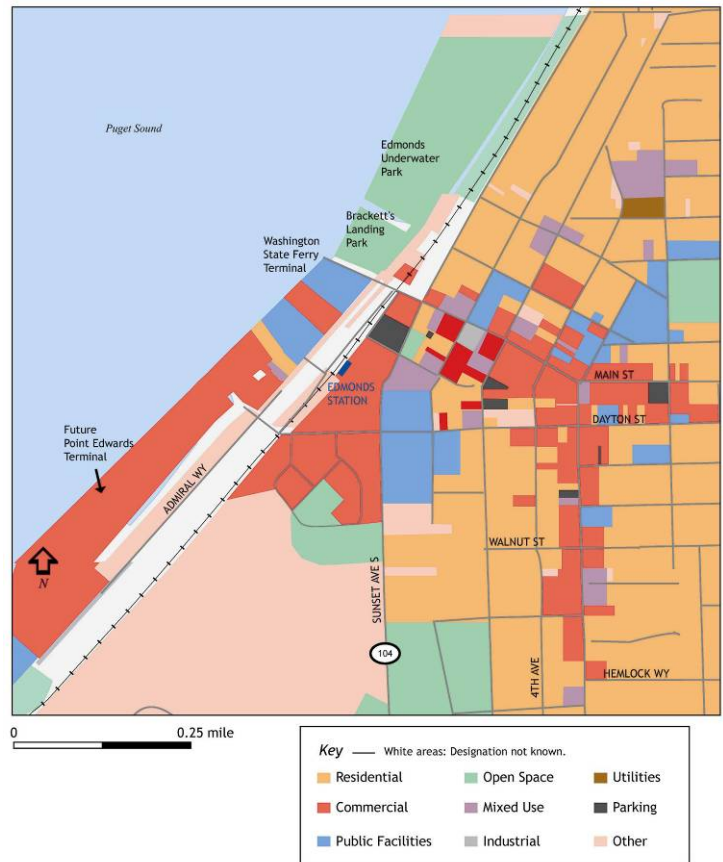 Puget Sound
Edmonds
Underwater
Park
Brackett's
Landing
Park
Washington
State Ferry
Terminal
EDMONDS
STATION
MAIN ST
DAYTON ST
Future
Point Edwards
Terminal
ADMIRAL WY
WALNUT ST
SUNSET AVE S
N
104
4TH AVE
HEMLOCK WY
0 0.25 mile
Key White areas: Designation not known.
Residential Open Space Utilities
Commercial Mixed Use Parking
Public Facilities Industrial Other